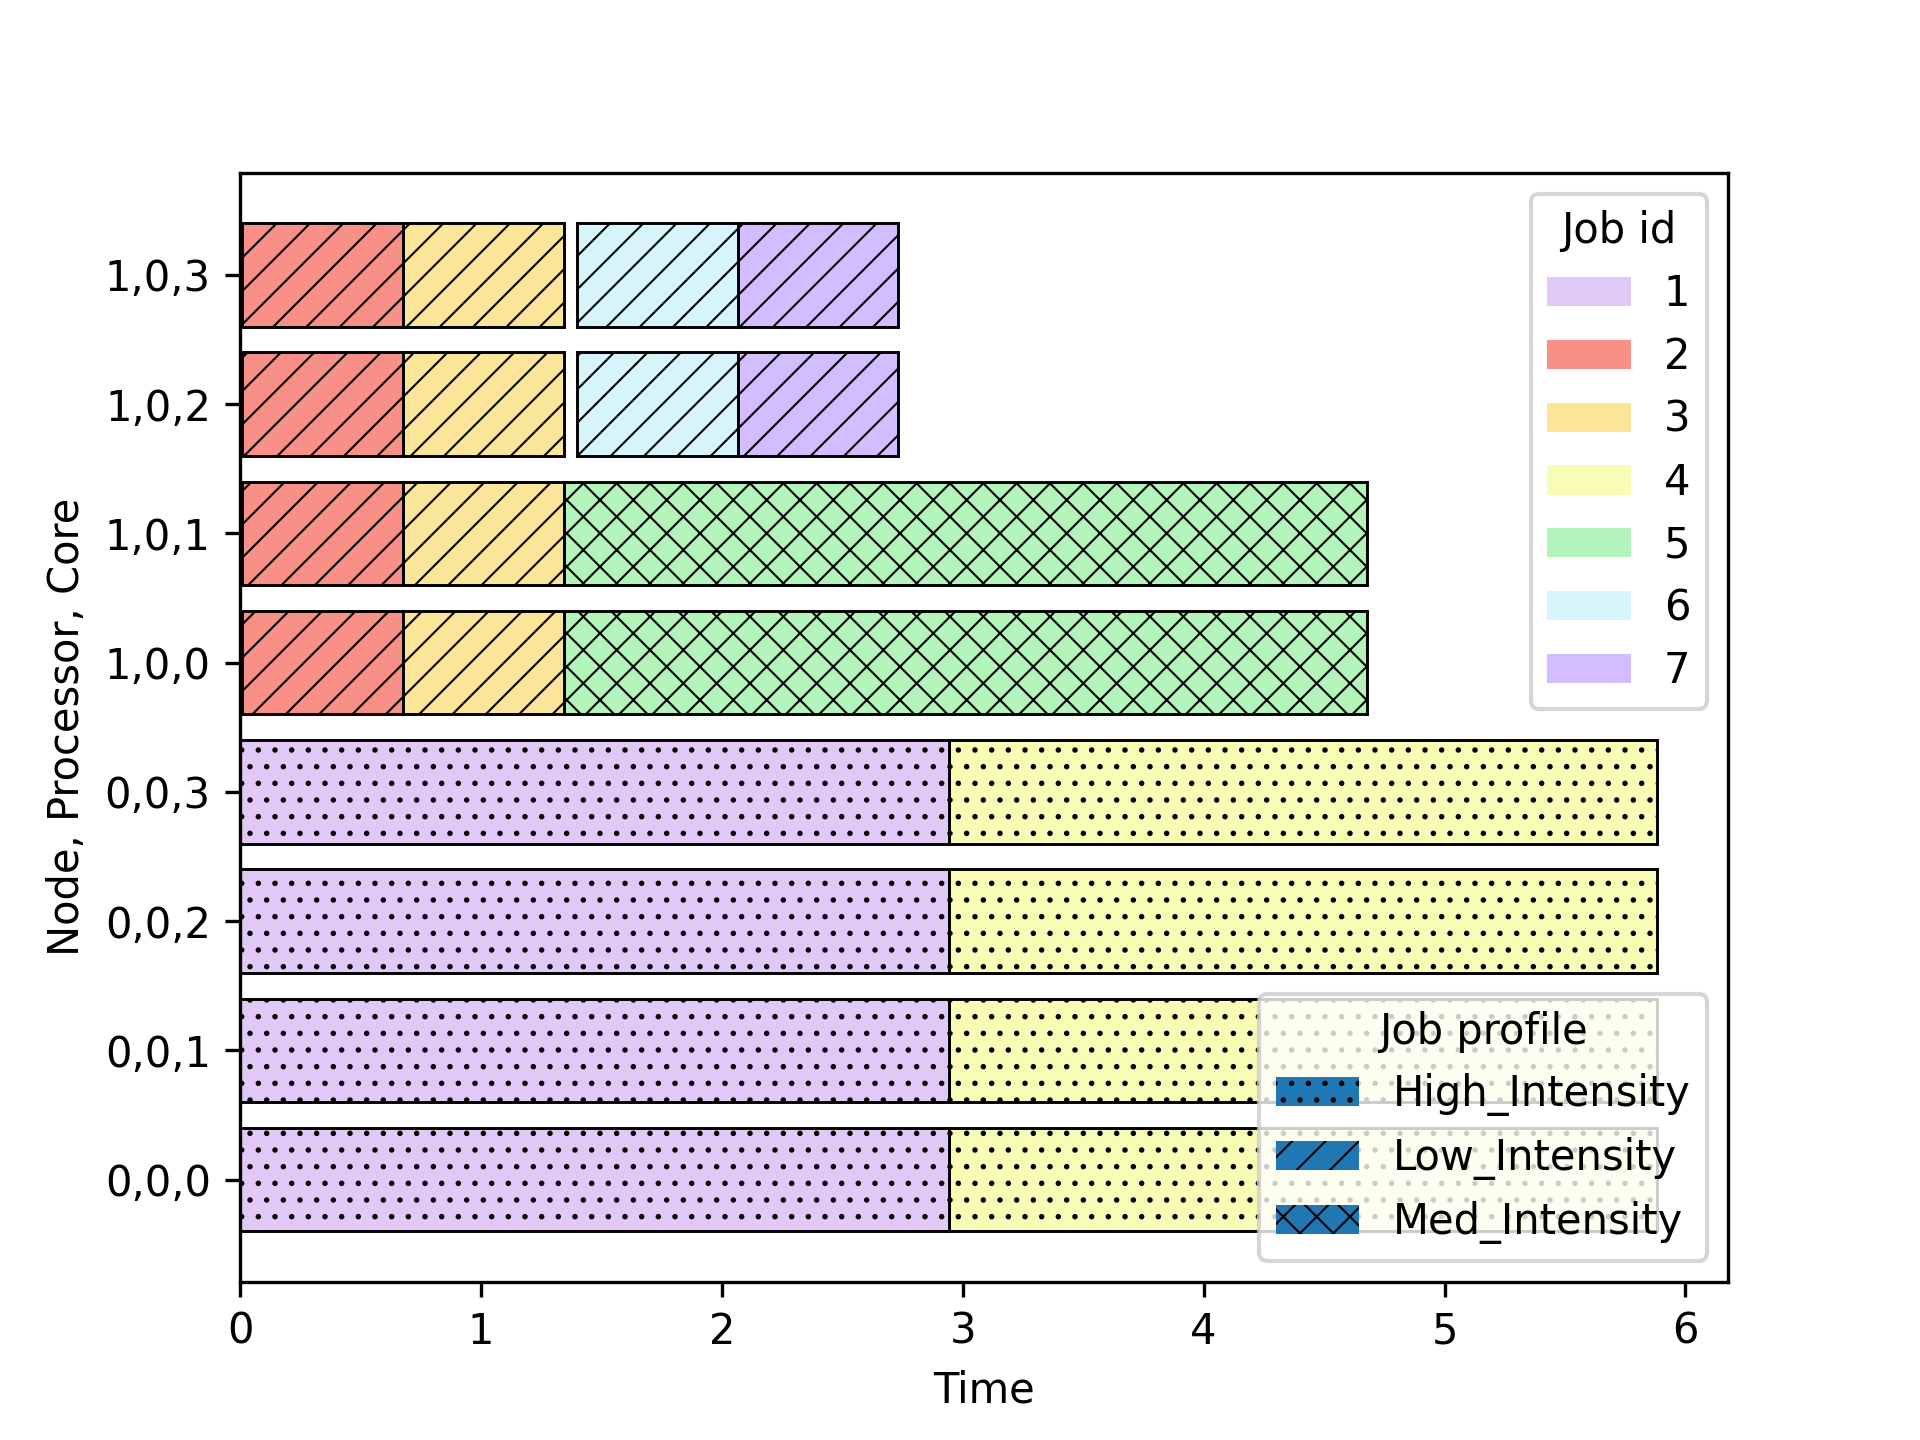 Job id
1
2
3
4
5
6
7
1,0,3
1,0,2
1,0,1
1,0,0
0,0,3
0,0,2
0,0,1
0,0,0
Node, Processor, Core
Job profile
High_Intensity
Low_Intensity
Med_Intensity
0 1 2 3 4 5 6
Time